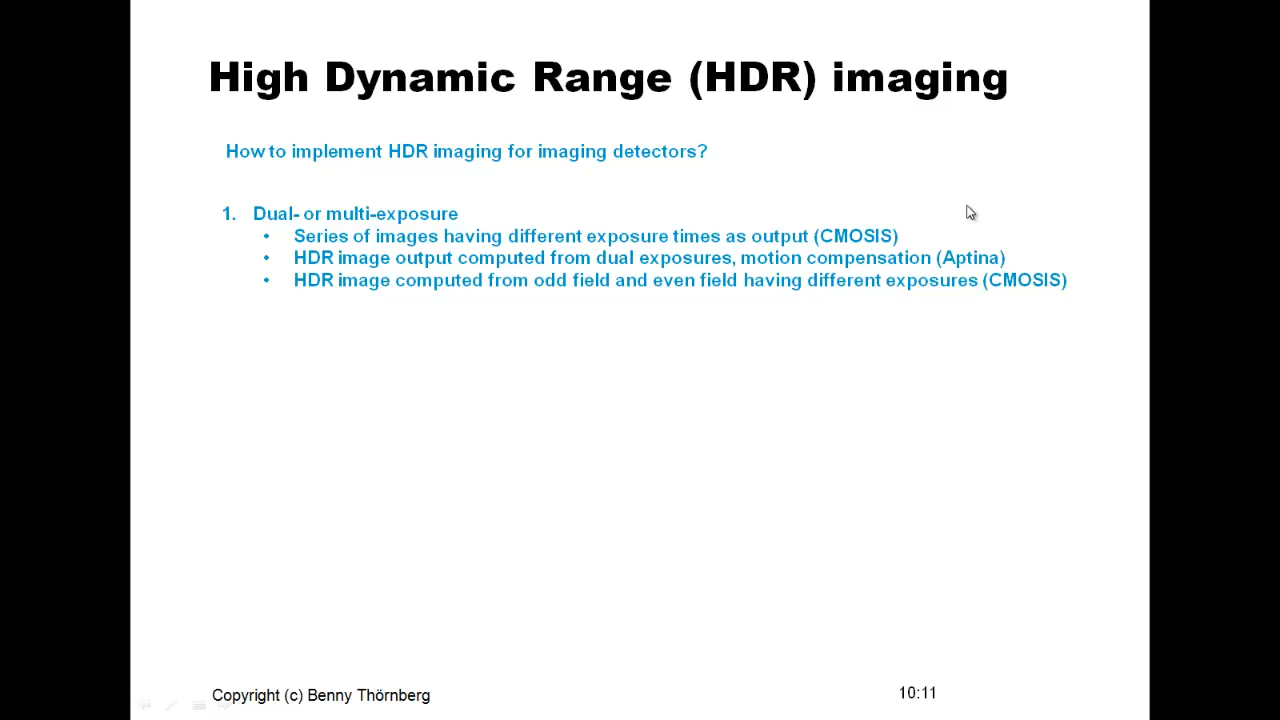 High Dynamic Range (HDR) imaging
How to implement HDR imaging for imaging detectors?
1. Dual- or multi-exposure
• Series of images having different exposure times as output (CMOSIS)
• HDR image output computed from dual exposures, motion compensation (Aptina)
• HDR image computed from odd field and even field having different exposures (CMOSIS)
Copyright (c) Benny Thörnberg
10:11